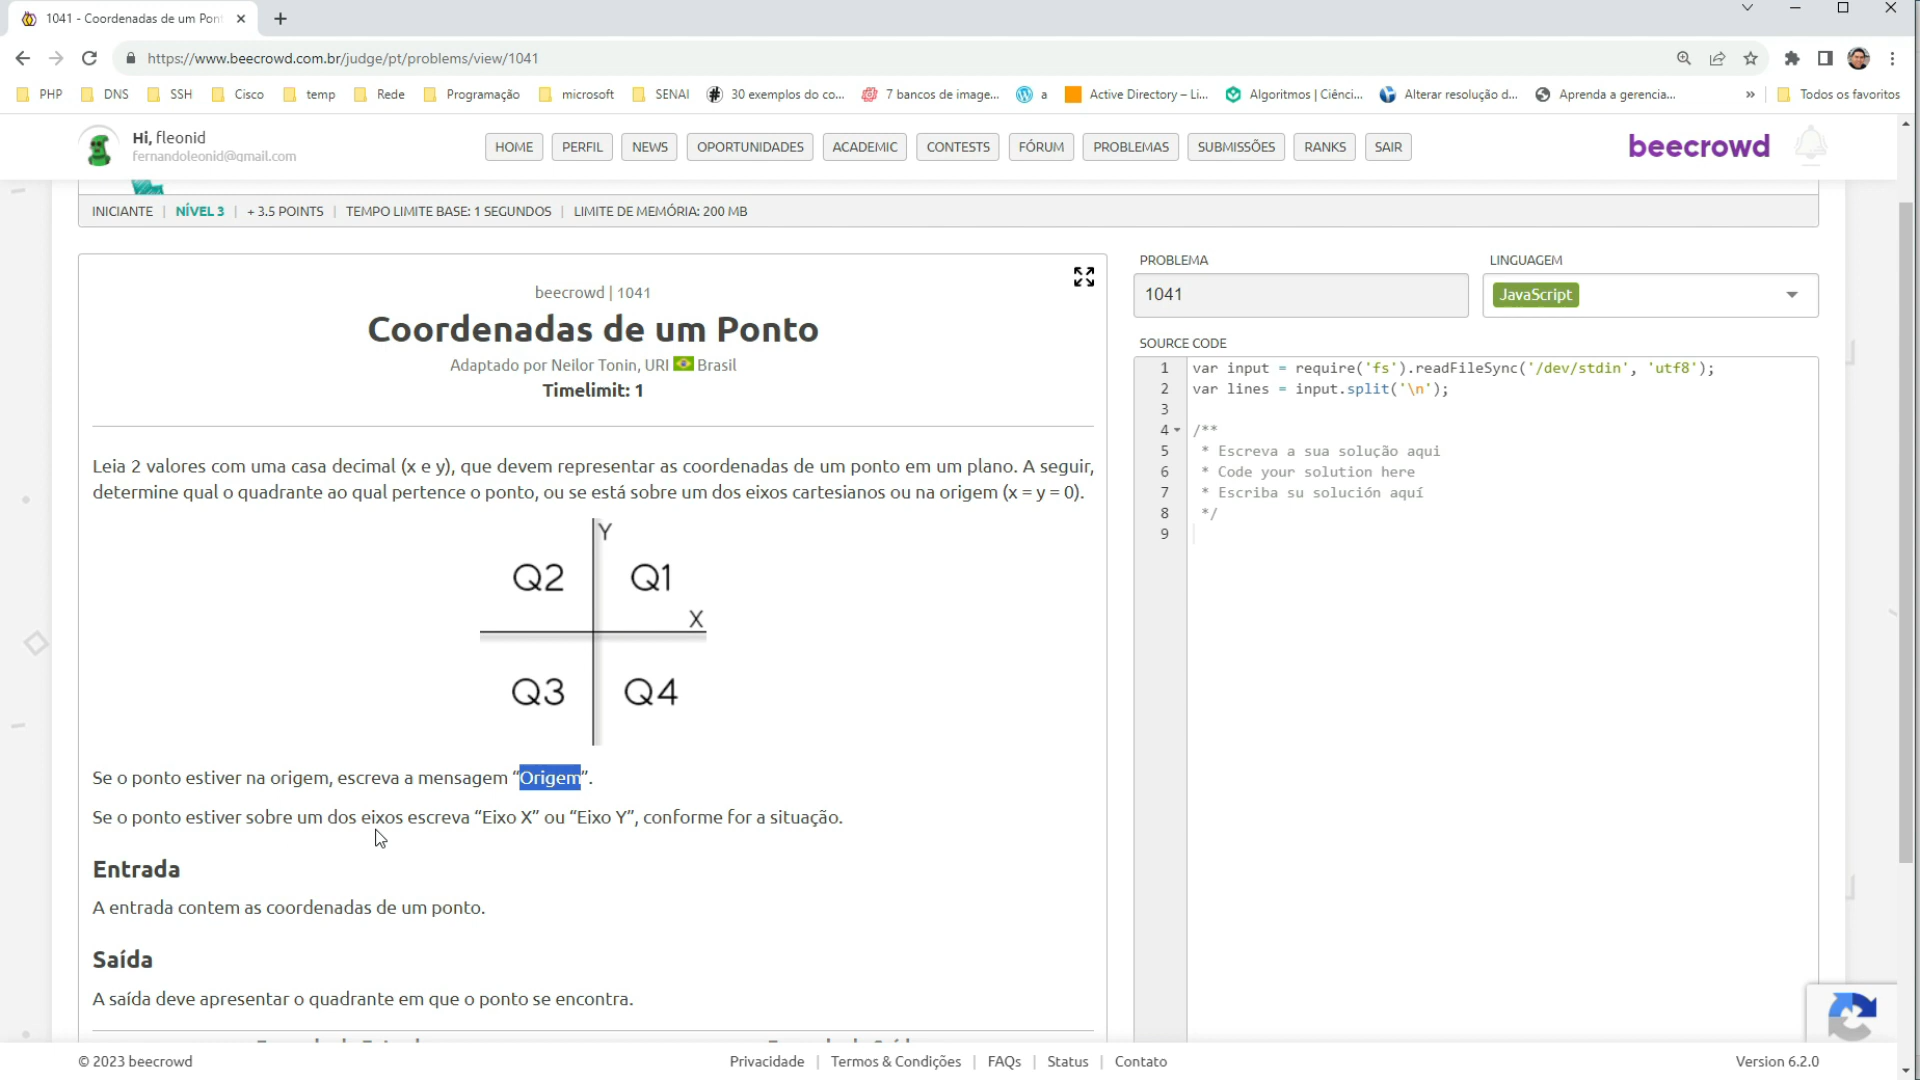 1041 - Coordenadas de um Pon
https://www.beecrowd.com.br/judge/pt/problems/view/1041
PHP DNS SSH Cisco temp Rede Programação microsoft SENAI 30 exemplos do co... 7 bancos de image... a Active Directory – Li... Algoritmos | Ciênci... Alterar resolução d... Aprenda a gerencia... » Todos os favoritos
Hi, fleonid
fernandoleonid@gmail.com
HOME PERFIL NEWS OPORTUNIDADES ACADEMIC CONTESTS FÓRUM PROBLEMAS SUBMISSÕES RANKS SAIR
beecrowd
INICIANTE | NÍVEL 3 | + 3.5 POINTS | TEMPO LIMITE BASE: 1 SEGUNDOS | LIMITE DE MEMÓRIA: 200 MB
beecrowd | 1041
Coordenadas de um Ponto
Adaptado por Neilor Tonin, URI Brasil
Timelimit: 1
Leia 2 valores com uma casa decimal (x e y), que devem representar as coordenadas de um ponto em um plano. A seguir,
determine qual o quadrante ao qual pertence o ponto, ou se está sobre um dos eixos cartesianos ou na origem (x = y = 0).
Y
Q2 Q1
X
Q3 Q4
Se o ponto estiver na origem, escreva a mensagem “Origem”.
Se o ponto estiver sobre um dos eixos escreva “Eixo X” ou “Eixo Y”, conforme for a situação.
Entrada
A entrada contem as coordenadas de um ponto.
Saída
A saída deve apresentar o quadrante em que o ponto se encontra.
PROBLEMA LINGUAGEM
1041 JavaScript
SOURCE CODE
1 var input = require('fs').readFileSync('/dev/stdin', 'utf8');
2 var lines = input.split('\n');
3
4 /**
5 * Escreva a sua solução aqui
6 * Code your solution here
7 * Escriba su solución aquí
8 */
9
© 2023 beecrowd Privacidade | Termos & Condições | FAQs | Status | Contato Version 6.2.0